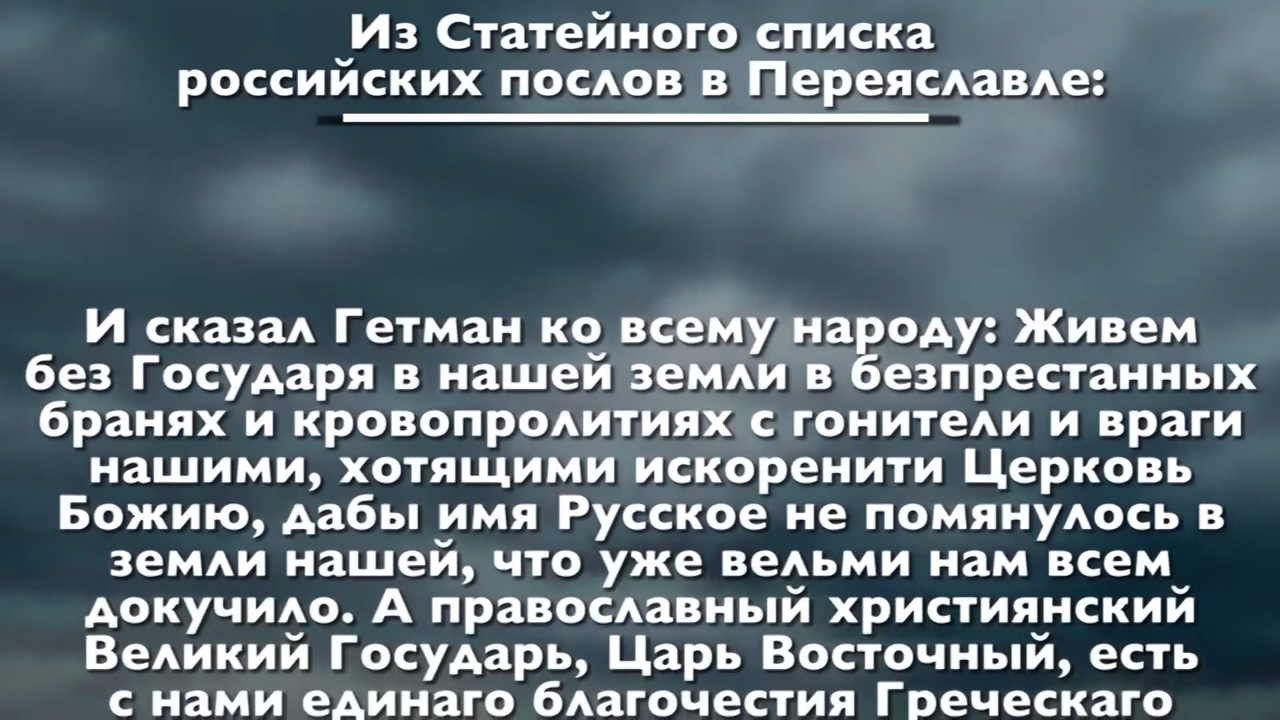 Из Статейного списка
российских послов в Переяславле:
И сказал Гетман ко всему народу: Живем
без Государя в нашей земли в безпрестанных
бранях и кровопролитиях с гонители и враги
нашими, хотящими искоренити Церковь
Божию, дабы имя Русское не помянулось в
земли нашей, что уже вельми нам всем
докучило. А православный християнский
Великий Государь, Царь Восточный, есть
с нами единаго благочестия Греческаго